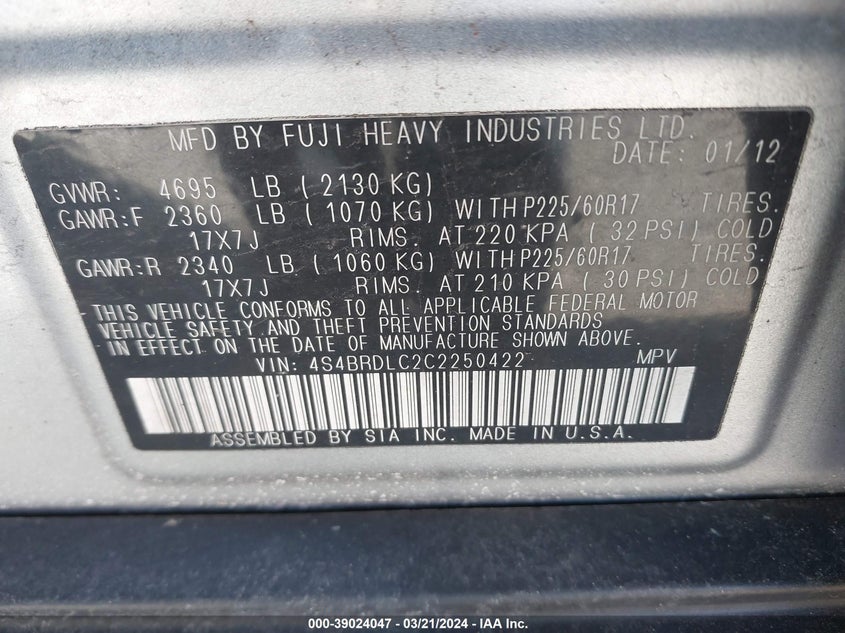 MFD BY FUJI HEAVY INDUSTRIES LTD.
DATE: 01/12
GVWR: 4695 LB ( 2130 KG)
GAWR:F 2360 LB ( 1070 KG) WITH P225/60R17 TIRES.
17X7J RIMS. AT 220 KPA ( 32 PSI) COLD
GAWR:R 2340 LB ( 1060 KG) WITH P225/60R17 TIRES.
17X7J RIMS. AT 210 KPA ( 30 PSI) COLD
THIS VEHICLE CONFORMS TO ALL APPLICABLE FEDERAL MOTOR
VEHICLE SAFETY AND THEFT PREVENTION STANDARDS
IN EFFECT ON THE DATE OF MANUFACTURE SHOWN ABOVE.
VIN: 4S4BRDLC2C2250422 MPV
ASSEMBLED BY SIA INC. MADE IN U.S.A.
000-39024047 - 03/21/2024 - IAA Inc.